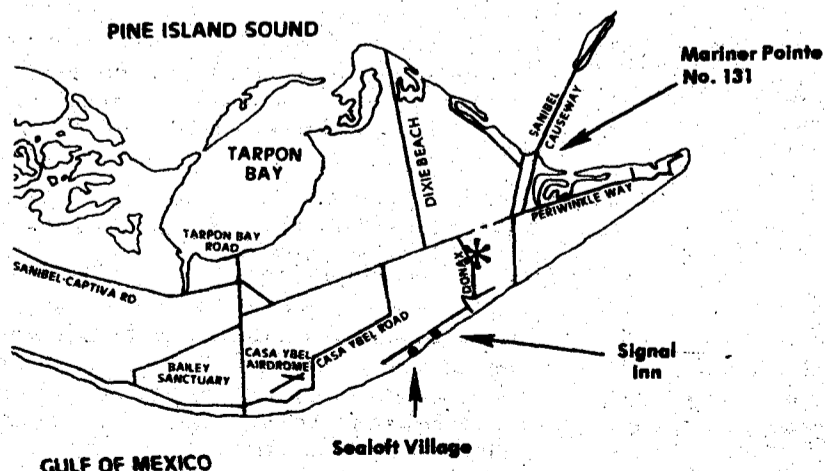 PINE ISLAND SOUND
Mariner Pointe
No. 131
SANIBEL
CAUSEWAY
TARPON
BAY
DIXIE BEACH
PERIWINKLE WAY
TARPON BAY
ROAD
SANIBEL-CAPTIVA RD
DONAX
CASA YBEL ROAD
CASA YBEL
AIRDROME
BAILEY
SANCTUARY
Signal
Inn
Sealoft Village
GULF OF MEXICO